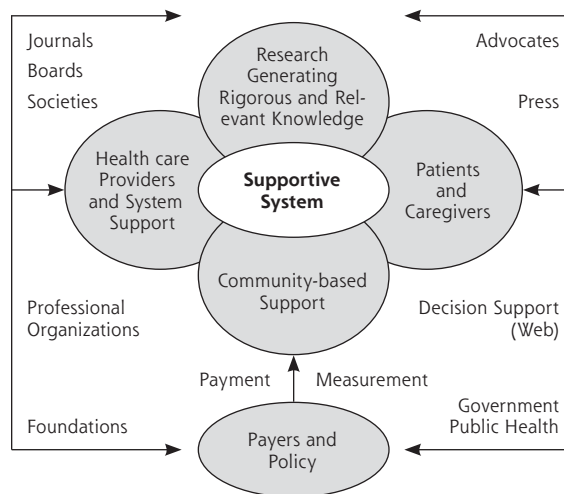 Journals
Boards
Societies
Research
Generating
Rigorous and Rel-
evant Knowledge
Advocates
Press
Health care
Providers
and System
Support
Supportive
System
Patients
and
Caregivers
Community-based
Support
Professional
Organizations
Decision Support
(Web)
Payment
Measurement
Foundations
Payers and
Policy
Government
Public Health